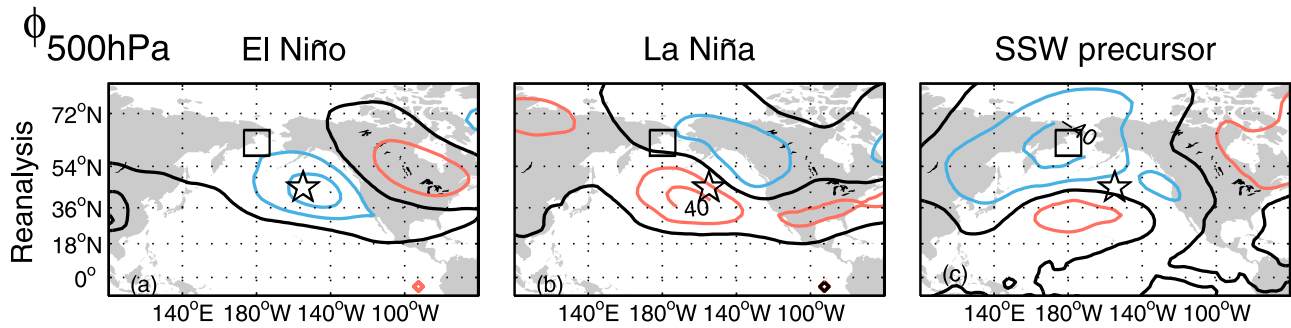 ϕ500hPa El Niño La Niña SSW precursor
Reanalysis
72°N
54°N
36°N
18°N
0°
40
40
(a) (b) (c)
140°E 180°W 140°W 100°W 140°E 180°W 140°W 100°W 140°E 180°W 140°W 100°W